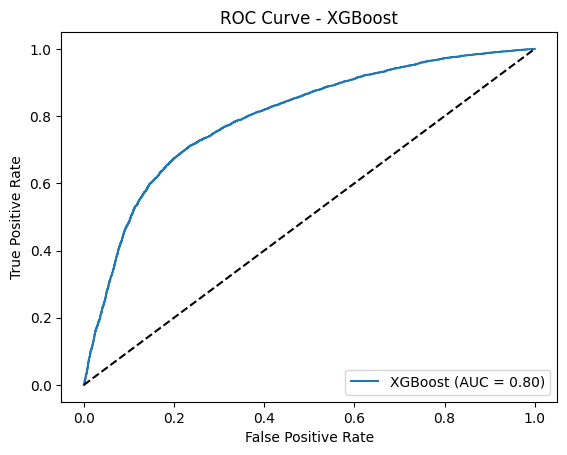 ROC Curve - XGBoost
True Positive Rate
1.0
0.8
0.6
0.4
0.2
0.0
XGBoost (AUC = 0.80)
0.0 0.2 0.4 0.6 0.8 1.0
False Positive Rate